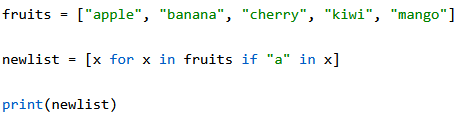 fruits = ["apple", "banana", "cherry", "kiwi", "mango"]
newlist = [x for x in fruits if "a" in x]
print(newlist)